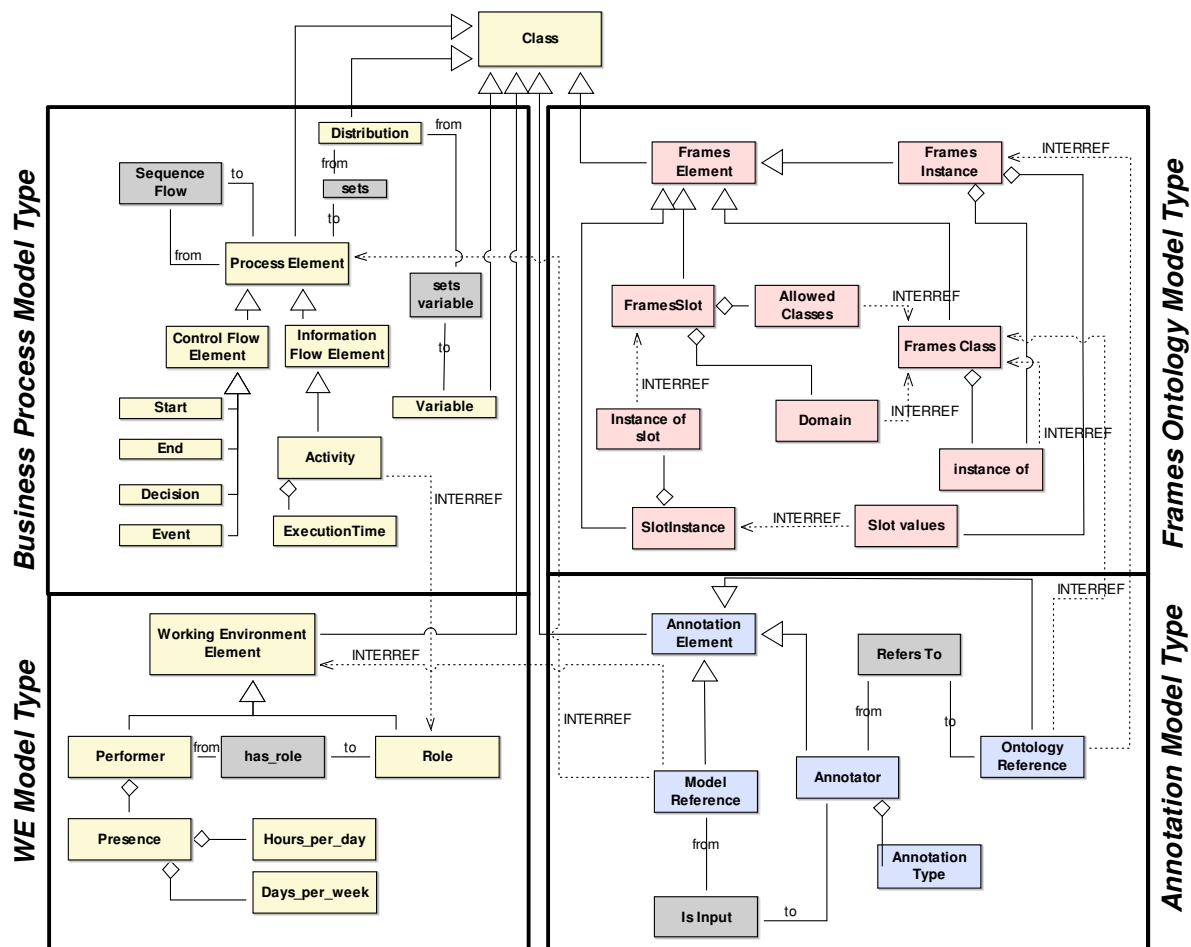 Class
Business Process Model Type
Distribution
from
from
sets
to
Sequence
Flow
to
from
Process Element
sets
variable
to
Variable
Control Flow
Element
Information
Flow Element
Start
End
Decision
Event
Activity
ExecutionTime
INTERREF
WE Model Type
Working Environment
Element
INTERREF
Performer
from
has_role
to
Role
Presence
Hours_per_day
Days_per_week
Frames Ontology Model Type
Frames
Element
Frames
Instance
INTERREF
FramesSlot
Allowed
Classes
INTERREF
Frames Class
INTERREF
Instance of
slot
Domain
INTERREF
INTERREF
instance of
SlotInstance
INTERREF
Slot values
Annotation Model Type
INTERREF
Annotation
Element
Refers To
from
to
INTERREF
Model
Reference
Annotator
Ontology
Reference
from
Annotation
Type
Is Input
to